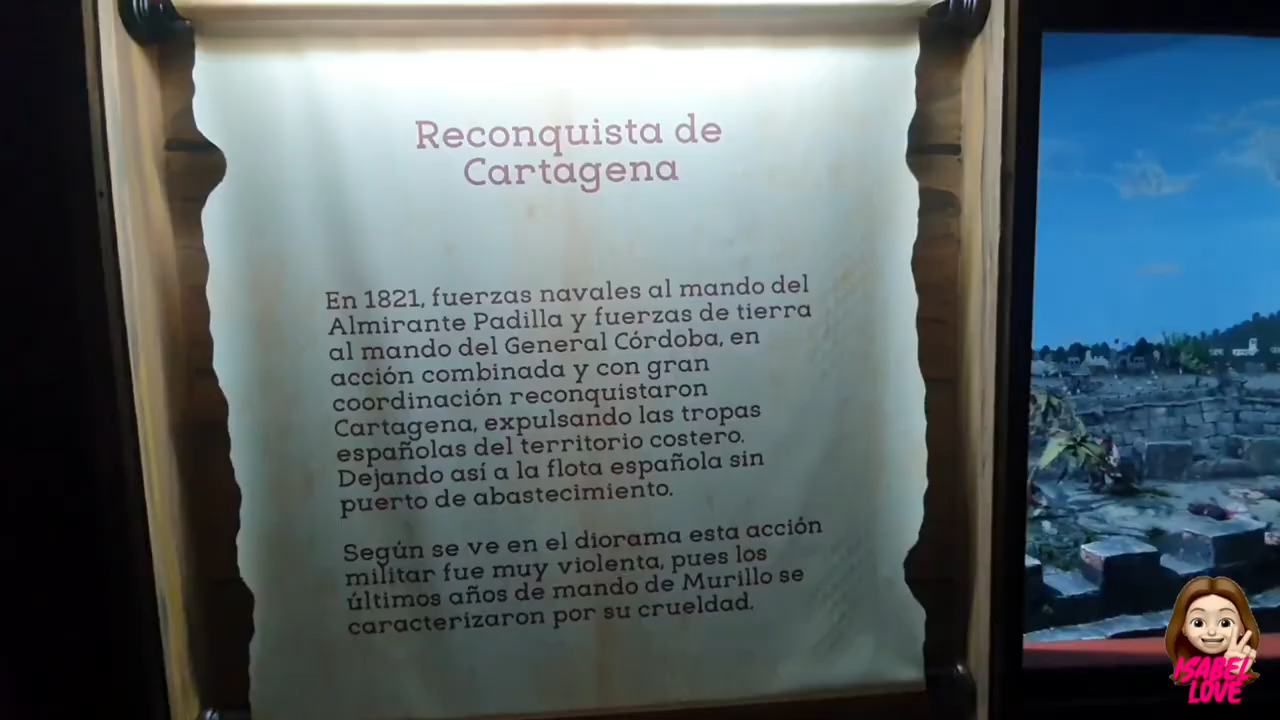 Reconquista de
Cartagena
En 1821, fuerzas navales al mando del
Almirante Padilla y fuerzas de tierra
al mando del General Córdoba, en
acción combinada y con gran
coordinación reconquistaron
Cartagena, expulsando las tropas
españolas del territorio costero.
Dejando así a la flota española sin
puerto de abastecimiento.
Según se ve en el diorama esta acción
militar fue muy violenta, pues los
últimos años de mando de Murillo se
caracterizaron por su crueldad.
ISABEL
LOVE